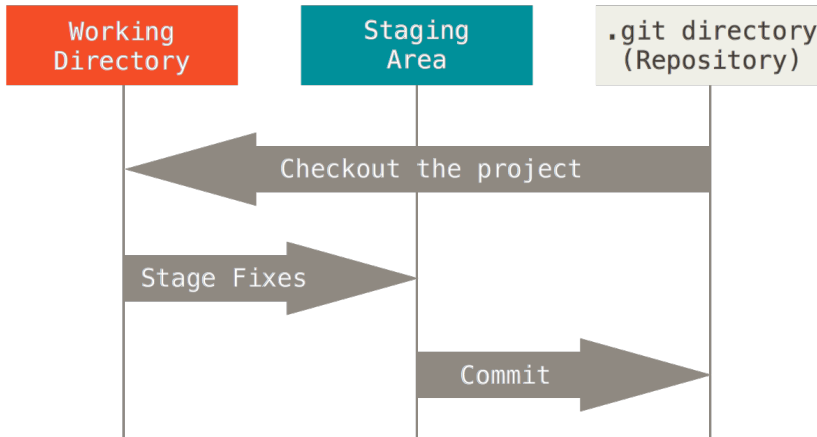 Working
Directory
Staging
Area
.git directory
(Repository)
Checkout the project
Stage Fixes
Commit